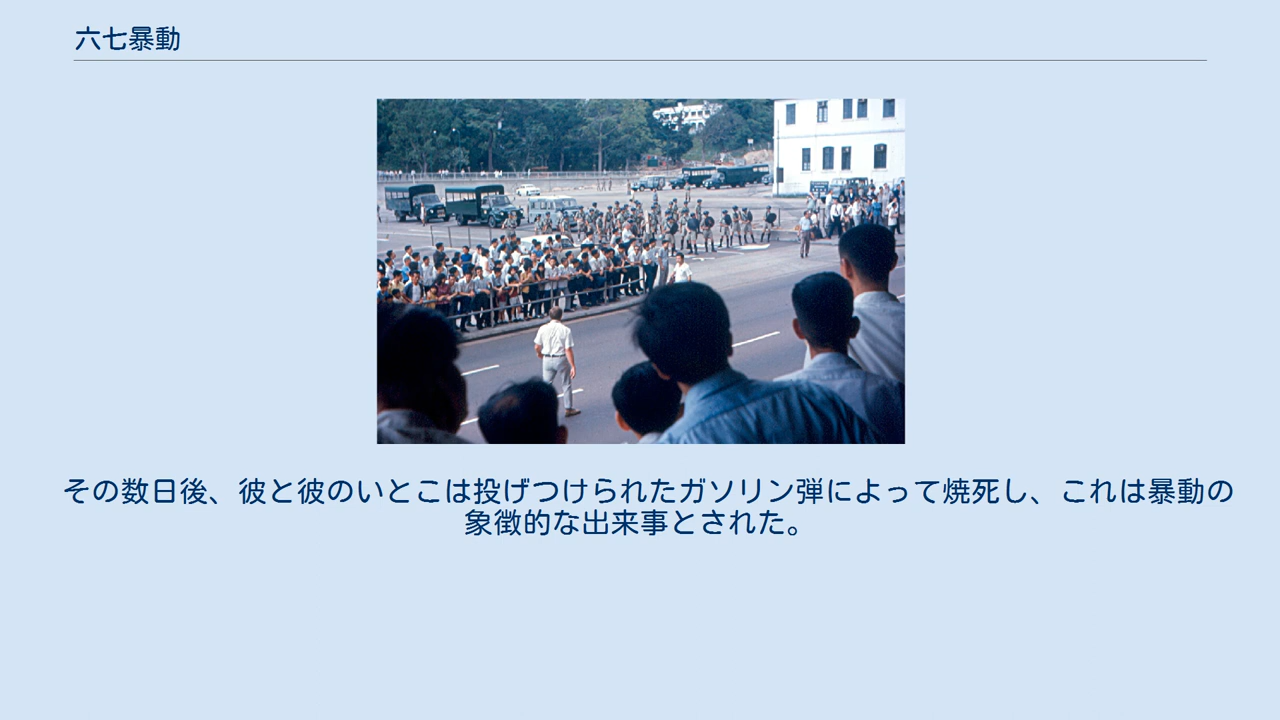 六七暴動
その数日後、彼と彼のいとこは投げつけられたガソリン弾によって焼死し、これは暴動の
象徴的な出来事とされた。